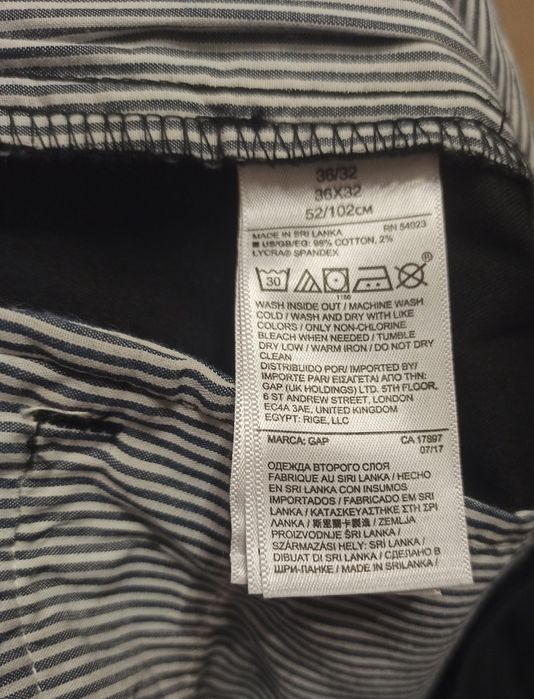 36/32
36X32
52/102CM
MADE IN SRI LANKA RN 54023
■ US/GB/EG: 98% COTTON, 2%
LYCRA® SPANDEX
30
®
1166
WASH INSIDE OUT / MACHINE WASH
COLD / WASH AND DRY WITH LIKE
COLORS / ONLY NON-CHLORINE
BLEACH WHEN NEEDED / TUMBLE
DRY LOW / WARM IRON / DO NOT DRY
CLEAN
DISTRIBUIDO POR/ IMPORTED BY/
IMPORTE PAR/ ΕΙΣΑΓΕΤΑΙ ΑΠΟ ΤΗΝ:
GAP (UK HOLDINGS) LTD. 5TH FLOOR,
6 ST ANDREW STREET, LONDON
EC4A 3AE, UNITED KINGDOM
EGYPT: RIGE, LLC
MARCA: GAP CA 17897
07/17
ОДЕЖДА ВТОРОГО СЛОЯ
FABRIQUE AU SIRI LANKA / HECHO
EN SRI LANKA CON INSUMOS
IMPORTADOS / FABRICADO EM SRI
LANKA / ΚΑΤΑΣΚΕΥΑΣΤΗΚΕ ΣΤΗ ΣΡΙ
ΛΑΝΚΑ / 斯里蘭卡製造 / ZEMLJA
PROIZVODNJE ŠRI LANKA /
SZÁRMAZÁSI HELY: SRÍ LANKA /
DIBUAT DI SRI LANKA / СДЕЛАНО В
ШРИ-ЛАНКЕ / MADE IN SRILANKA /